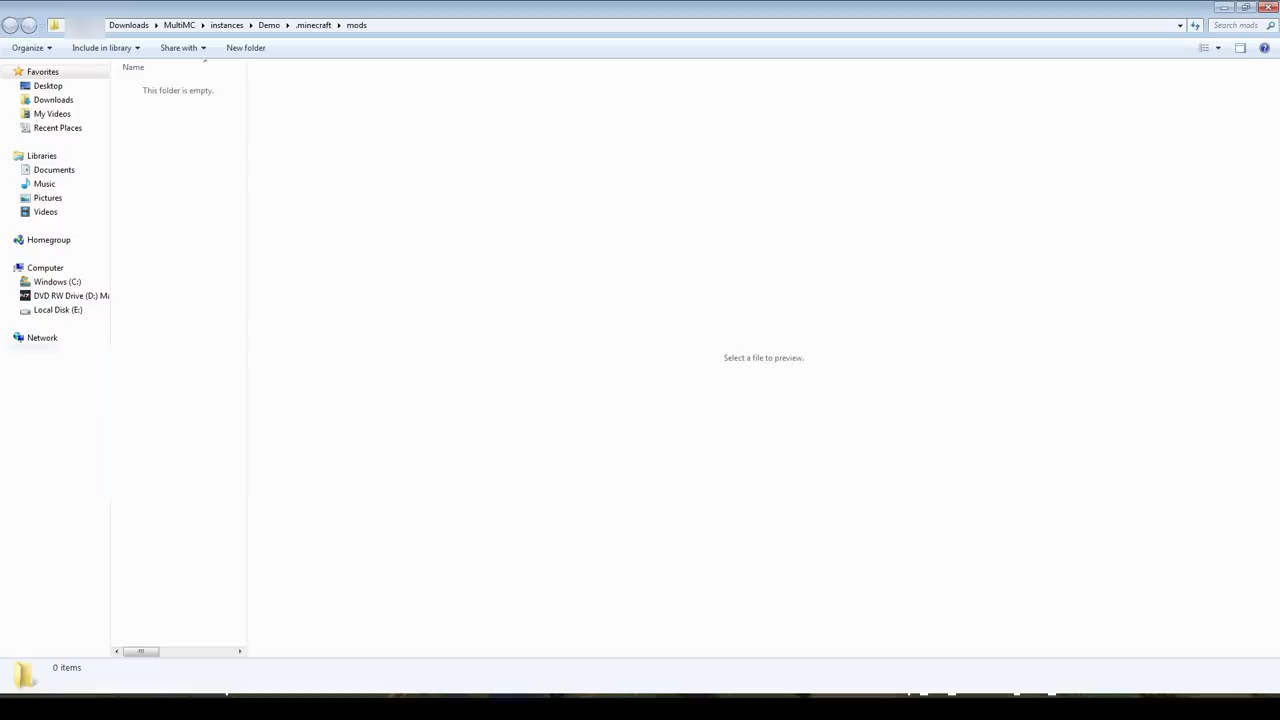 Downloads MultiMC instances Demo .minecraft mods Search mods
Organize Include in library Share with New folder
Name
This folder is empty.
Favorites
Desktop
Downloads
My Videos
Recent Places
Libraries
Documents
Music
Pictures
Videos
Homegroup
Computer
Windows (C:)
DVD RW Drive (D:) Ma
Local Disk (E:)
Network
Select a file to preview.
0 items